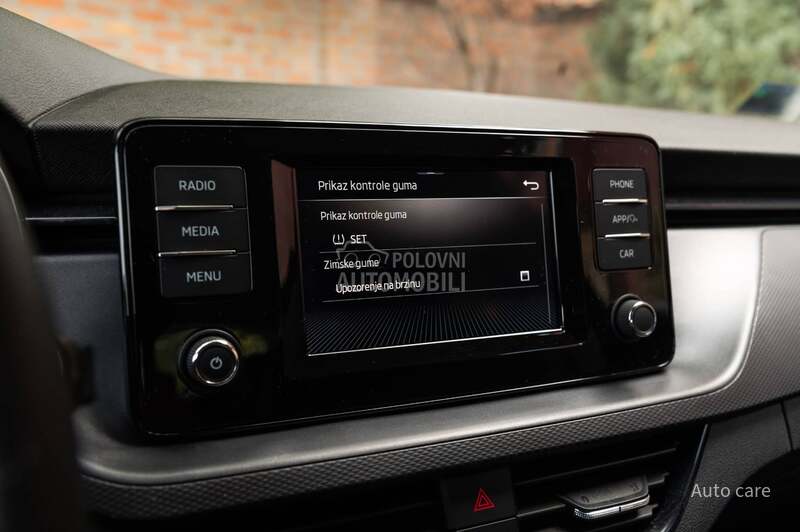 RADIO
MEDIA
MENU
Prikaz kontrole guma
Prikaz kontrole guma
SET
Zimske gume
Upozorenje na brzinu
POLOVNI
AUTOMOBILI
PHONE
APP/
CAR
Auto care